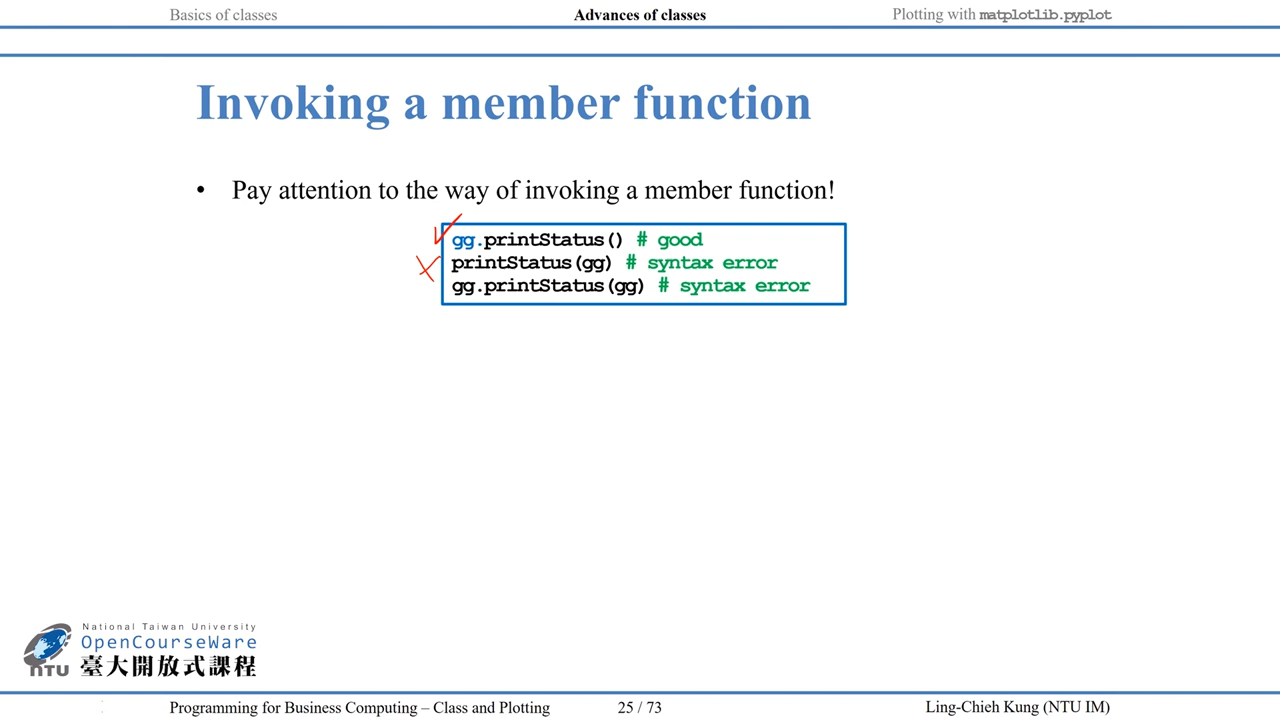 Basics of classes
Advances of classes
Plotting with matplotlib.pyplot
Invoking a member function
• Pay attention to the way of invoking a member function!
gg.printStatus() # good
printStatus(gg) # syntax error
gg.printStatus(gg) # syntax error
National Taiwan University
OpenCourseWare
NTU 臺大開放式課程
Programming for Business Computing – Class and Plotting
25 / 73
Ling-Chieh Kung (NTU IM)